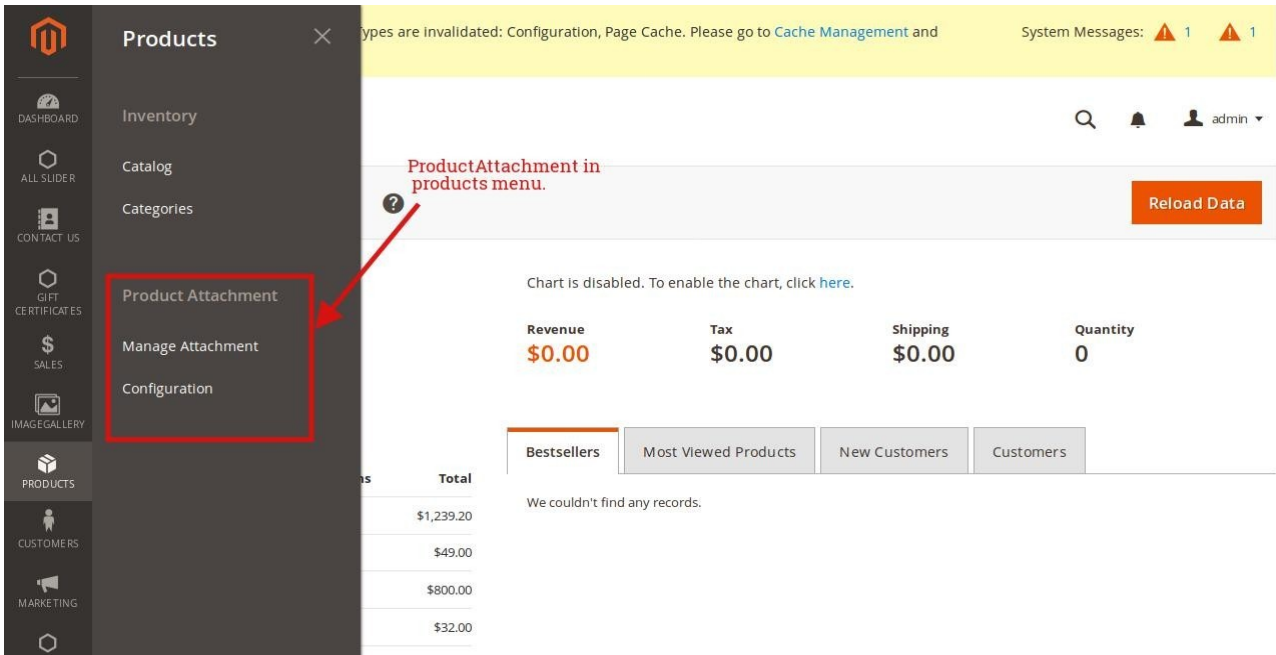 Products
ypes are invalidated: Configuration, Page Cache. Please go to Cache Management and
System Messages: 1 1
DASHBOARD
Inventory
admin
Catalog
ALL SLIDER
ProductAttachment in
products menu.
Categories
?
Reload Data
CONTACT US
Chart is disabled. To enable the chart, click here.
GIFT
CERTIFICATES
Product Attachment
Revenue Tax Shipping Quantity
$0.00 $0.00 $0.00 0
Manage Attachment
$
SALES
Configuration
IMAGEGALLERY
Bestsellers Most Viewed Products New Customers Customers
PRODUCTS
s Total
We couldn't find any records.
$1,239.20
CUSTOMERS
$49.00
$800.00
MARKETING
$32.00